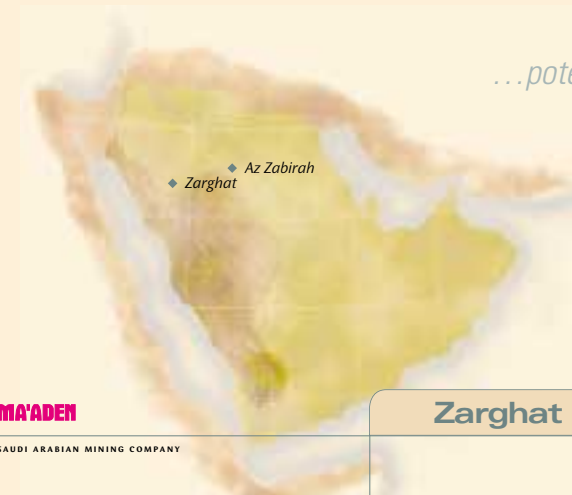 ...pote
Az Zabirah
Zarghat
MA'ADEN
Zarghat
SAUDI ARABIAN MINING COMPANY